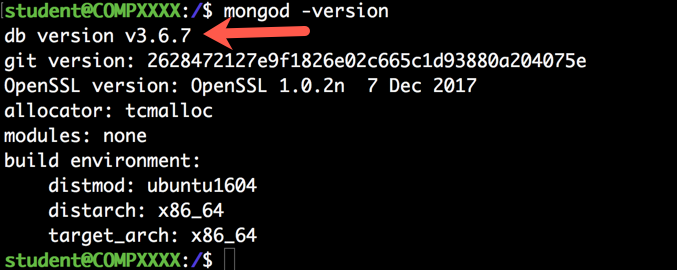 [student@COMPXXXX:/$ mongod -version
db version v3.6.7
git version: 2628472127e9f1826e02c665c1d93880a204075e
OpenSSL version: OpenSSL 1.0.2n  7 Dec 2017
allocator: tcmalloc
modules: none
build environment:
    distmod: ubuntu1604
    distarch: x86_64
    target_arch: x86_64
student@COMPXXXX:/$